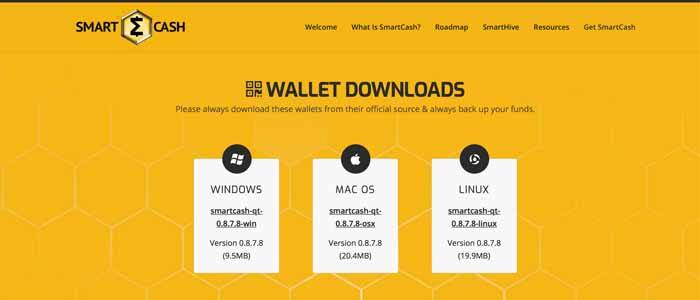 SMART CASH
Welcome
What Is SmartCash?
Roadmap
SmartHive
Resources
Get SmartCash
WALLET DOWNLOADS
Please always download these wallets from their official source & always back up your funds.
WINDOWS
smartcash-qt-
0.8.7.8-win
Version 0.8.7.8
(9.5MB)
MAC OS
smartcash-qt-
0.8.7.8-osx
Version 0.8.7.8
(20.4MB)
LINUX
smartcash-qt-
0.8.7.8-linux
Version 0.8.7.8
(19.9MB)